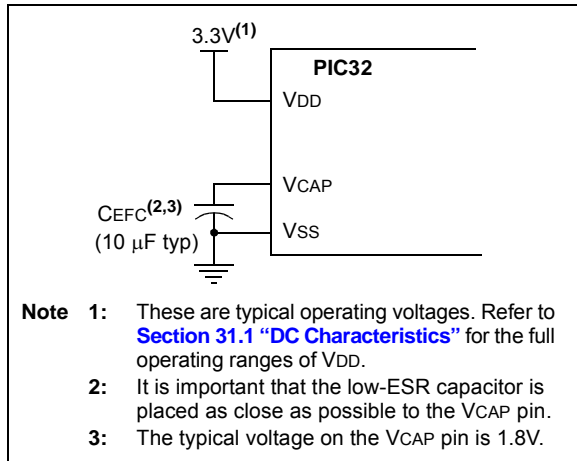 3.3V(1)
PIC32
VDD
VCAP
CEFC(2,3)
(10 μF typ)
VSS
Note 1: These are typical operating voltages. Refer to
Section 31.1 “DC Characteristics” for the full
operating ranges of VDD.
2: It is important that the low-ESR capacitor is
placed as close as possible to the VCAP pin.
3: The typical voltage on the VCAP pin is 1.8V.